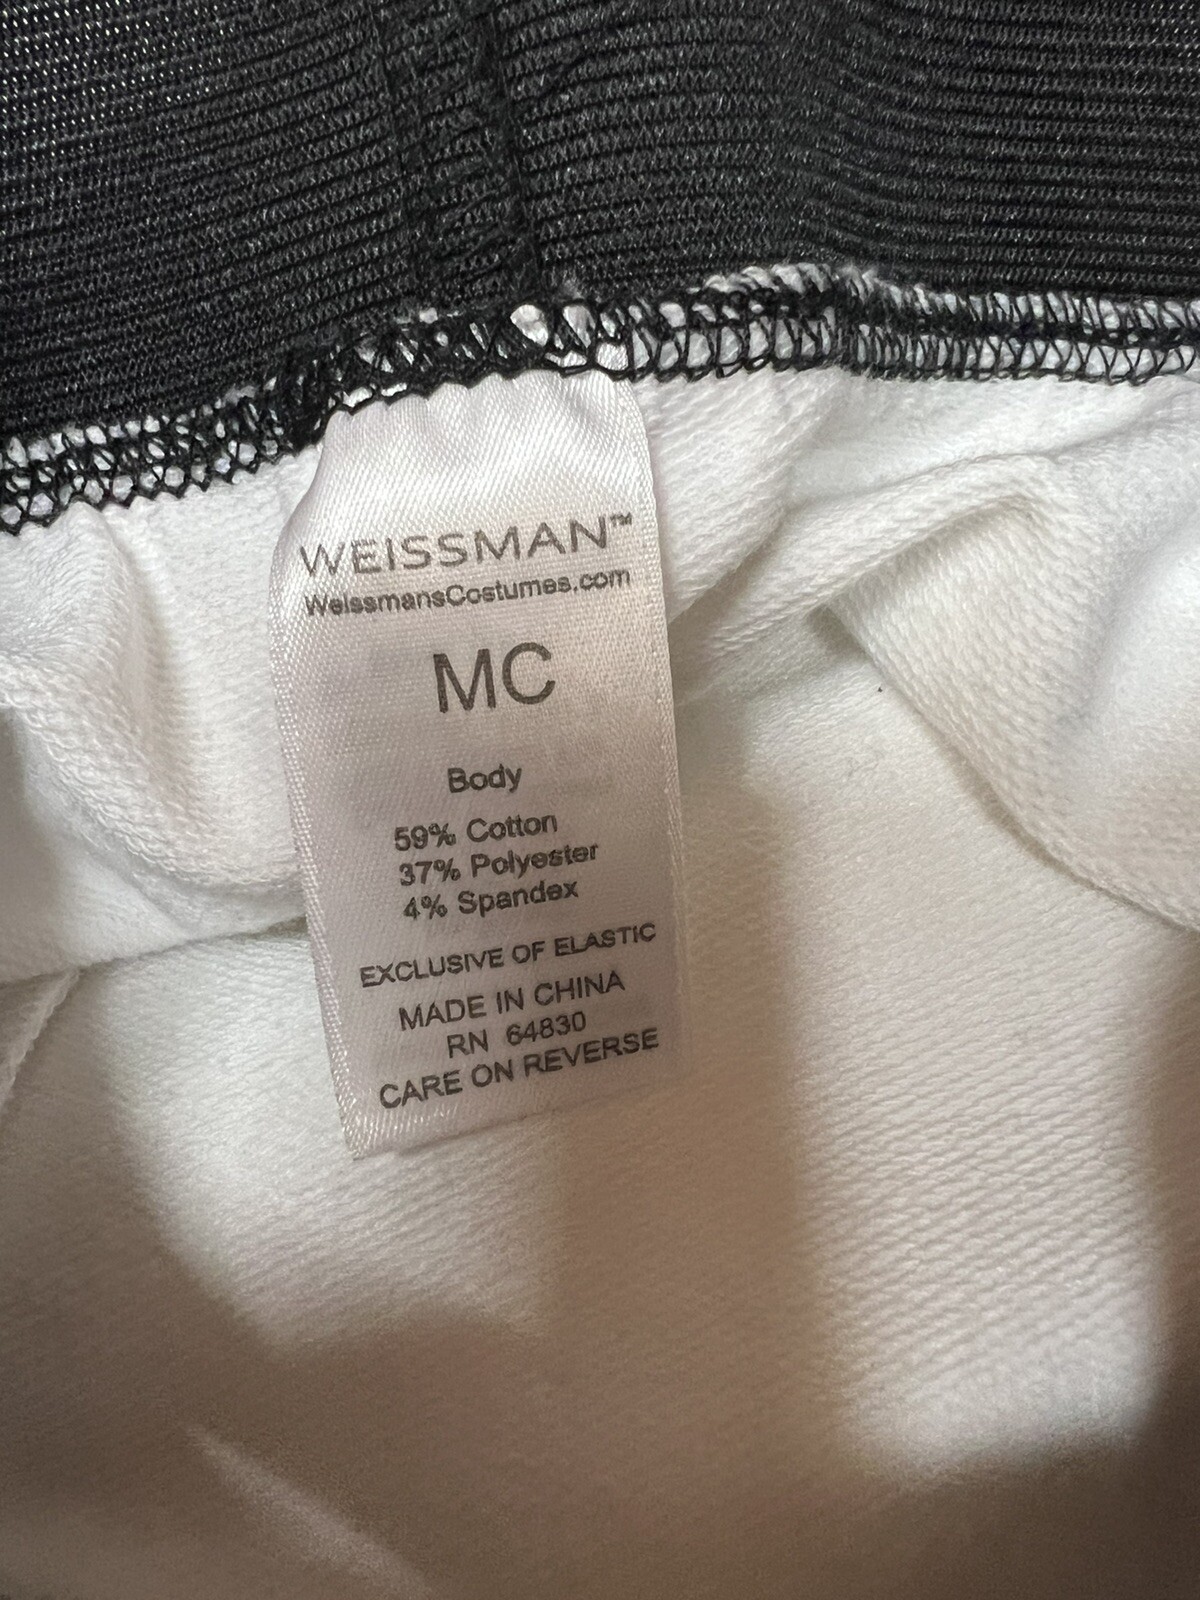 WEISSMAN™
WeissmansCostumes.com
MC
Body
59% Cotton
37% Polyester
4% Spandex
EXCLUSIVE OF ELASTIC
MADE IN CHINA
RN 64830
CARE ON REVERSE